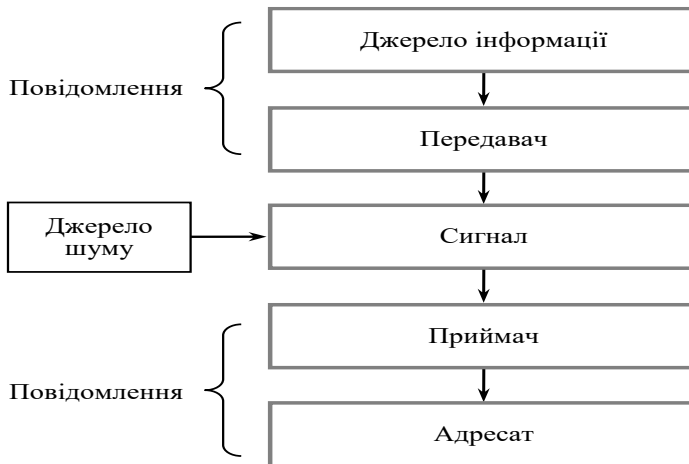 Джерело інформації
Повідомлення
Передавач
Джерело
шуму
Сигнал
Приймач
Повідомлення
Адресат